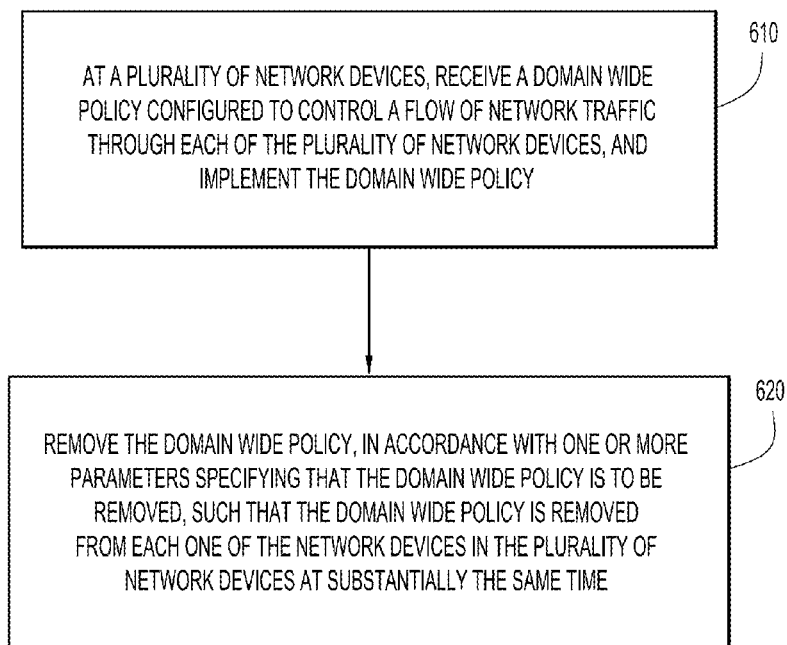 610
AT A PLURALITY OF NETWORK DEVICES, RECEIVE A DOMAIN WIDE
POLICY CONFIGURED TO CONTROL A FLOW OF NETWORK TRAFFIC
THROUGH EACH OF THE PLURALITY OF NETWORK DEVICES, AND
IMPLEMENT THE DOMAIN WIDE POLICY
620
REMOVE THE DOMAIN WIDE POLICY, IN ACCORDANCE WITH ONE OR MORE
PARAMETERS SPECIFYING THAT THE DOMAIN WIDE POLICY IS TO BE
REMOVED, SUCH THAT THE DOMAIN WIDE POLICY IS REMOVED
FROM EACH ONE OF THE NETWORK DEVICES IN THE PLURALITY OF
NETWORK DEVICES AT SUBSTANTIALLY THE SAME TIME